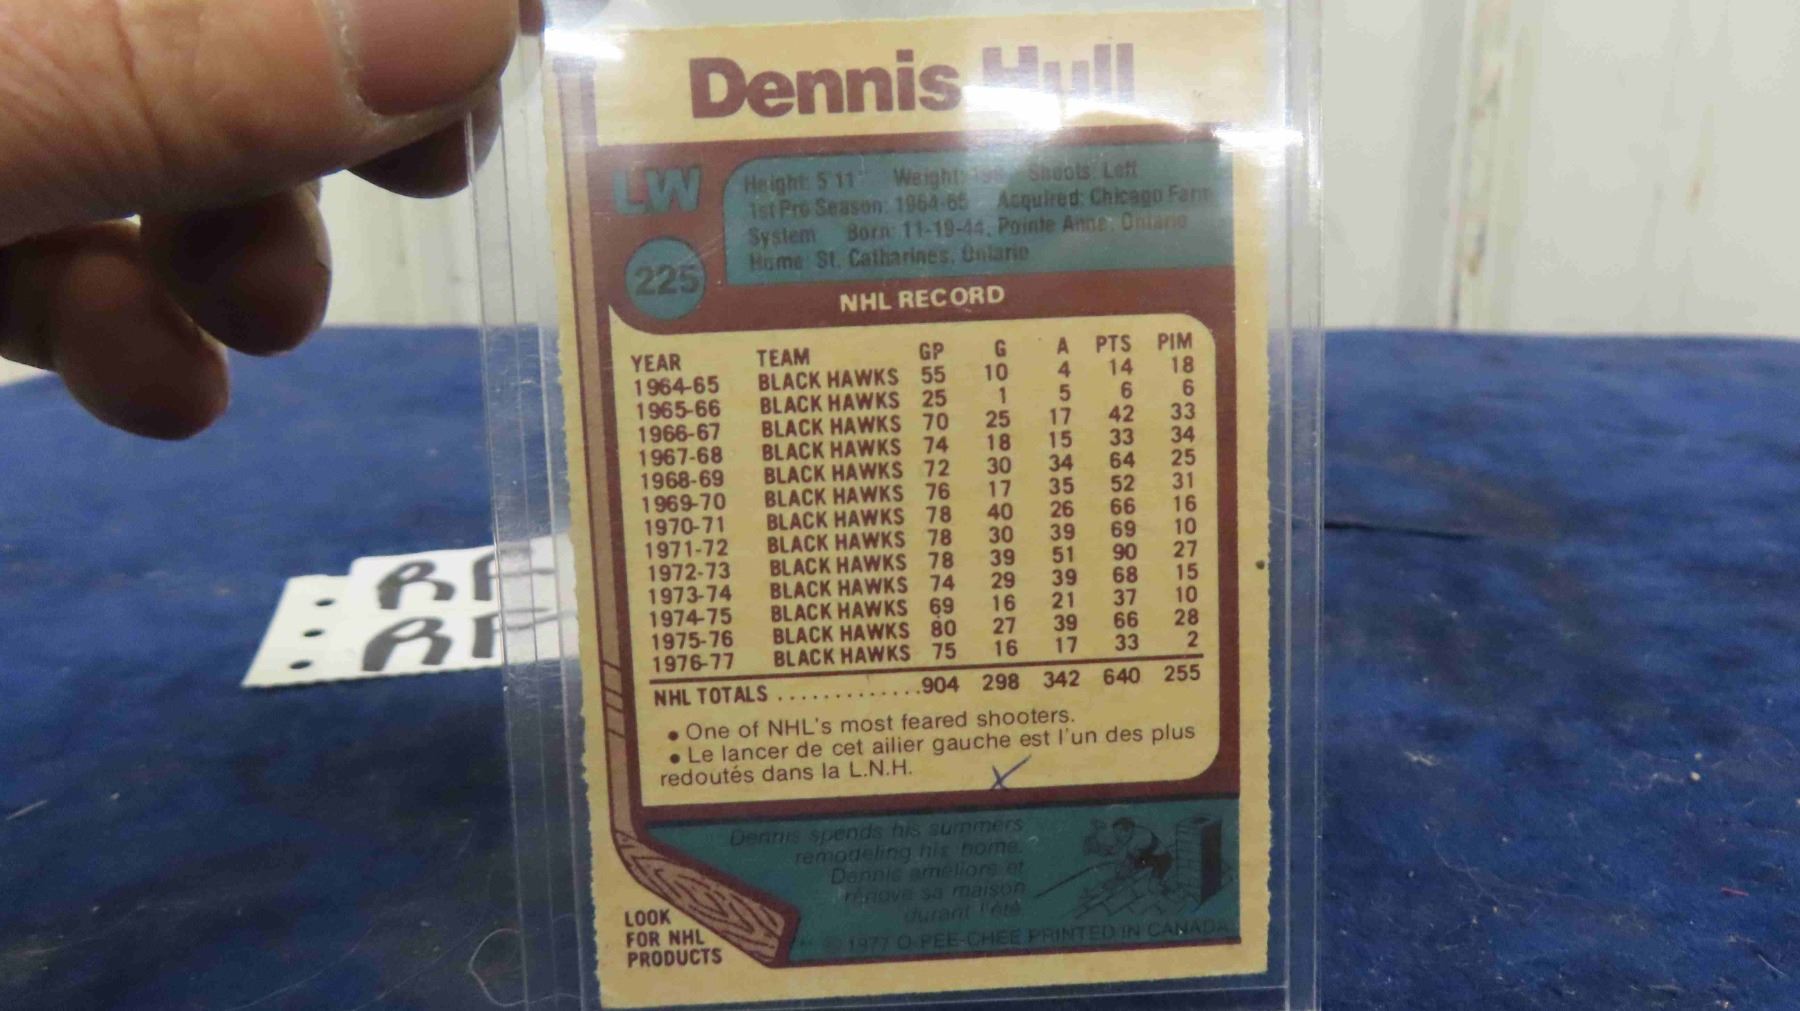 Dennis Hull
LW
Height: 5'11" Weight: Shoots: Left
1st Pro Season: 1964-65 Acquired: Chicago Farm
System Born: 11-19-44, Pointe Anne, Ontario
Home: St. Catharines, Ontario
225
NHL RECORD
YEAR TEAM GP G A PTS PIM
1964-65 BLACK HAWKS 55 10 4 14 18
1965-66 BLACK HAWKS 25 1 5 6 6
1966-67 BLACK HAWKS 70 25 17 42 33
1967-68 BLACK HAWKS 74 18 15 33 34
1968-69 BLACK HAWKS 72 30 34 64 25
1969-70 BLACK HAWKS 76 17 35 52 31
1970-71 BLACK HAWKS 78 40 26 66 16
1971-72 BLACK HAWKS 78 30 39 69 10
1972-73 BLACK HAWKS 78 39 51 90 27
1973-74 BLACK HAWKS 74 29 39 68 15
1974-75 BLACK HAWKS 69 16 21 37 10
1975-76 BLACK HAWKS 80 27 39 66 28
1976-77 BLACK HAWKS 75 16 17 33 2
NHL TOTALS .............904 298 342 640 255
• One of NHL's most feared shooters.
• Le lancer de cet ailier gauche est l'un des plus
redoutés dans la L.N.H.
Dennis spends his summers
remodeling his home.
Dennis améliore et
rénove sa maison
durant l'été
LOOK
FOR NHL
PRODUCTS
© 1977 O-PEE-CHEE PRINTED IN CANADA